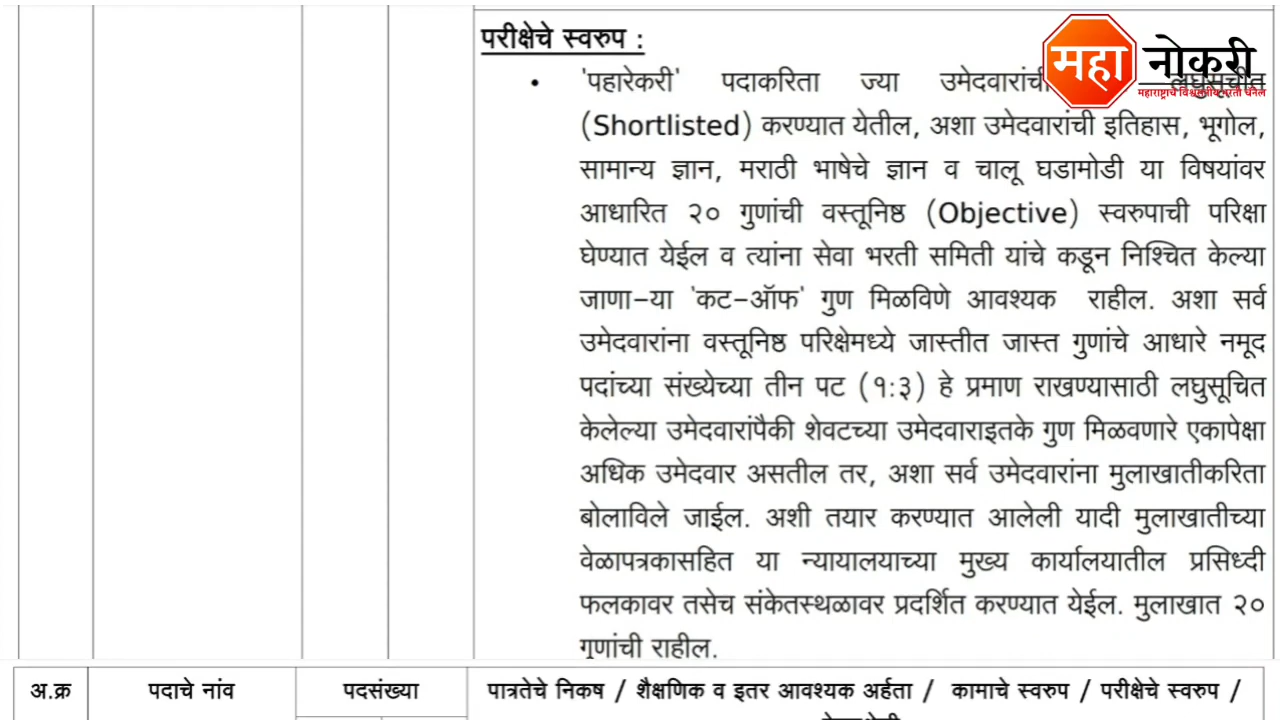 परीक्षेचे स्वरुप :
महा नोकरी
महाराष्ट्राचे विश्वसनीय भरती चॅनेल
• 'पहारेकरी' पदाकरिता ज्या उमेदवारांची लघुसूचीत
(Shortlisted) करण्यात येतील, अशा उमेदवारांची इतिहास, भूगोल,
सामान्य ज्ञान, मराठी भाषेचे ज्ञान व चालू घडामोडी या विषयांवर
आधारित २० गुणांची वस्तूनिष्ठ (Objective) स्वरुपाची परिक्षा
घेण्यात येईल व त्यांना सेवा भरती समिती यांचे कडून निश्चित केल्या
जाणा-या 'कट-ऑफ' गुण मिळविणे आवश्यक राहील. अशा सर्व
उमेदवारांना वस्तूनिष्ठ परिक्षेमध्ये जास्तीत जास्त गुणांचे आधारे नमूद
पदांच्या संख्येच्या तीन पट (१:३) हे प्रमाण राखण्यासाठी लघुसूचित
केलेल्या उमेदवारांपैकी शेवटच्या उमेदवाराइतके गुण मिळवणारे एकापेक्षा
अधिक उमेदवार असतील तर, अशा सर्व उमेदवारांना मुलाखातीकरिता
बोलाविले जाईल. अशी तयार करण्यात आलेली यादी मुलाखातीच्या
वेळापत्रकासहित या न्यायालयाच्या मुख्य कार्यालयातील प्रसिध्दी
फलकावर तसेच संकेतस्थळावर प्रदर्शित करण्यात येईल. मुलाखात २०
गुणांची राहील.
अ.क्र पदाचे नांव पदसंख्या पात्रतेचे निकष / शैक्षणिक व इतर आवश्यक अर्हता / कामाचे स्वरुप / परीक्षेचे स्वरुप /